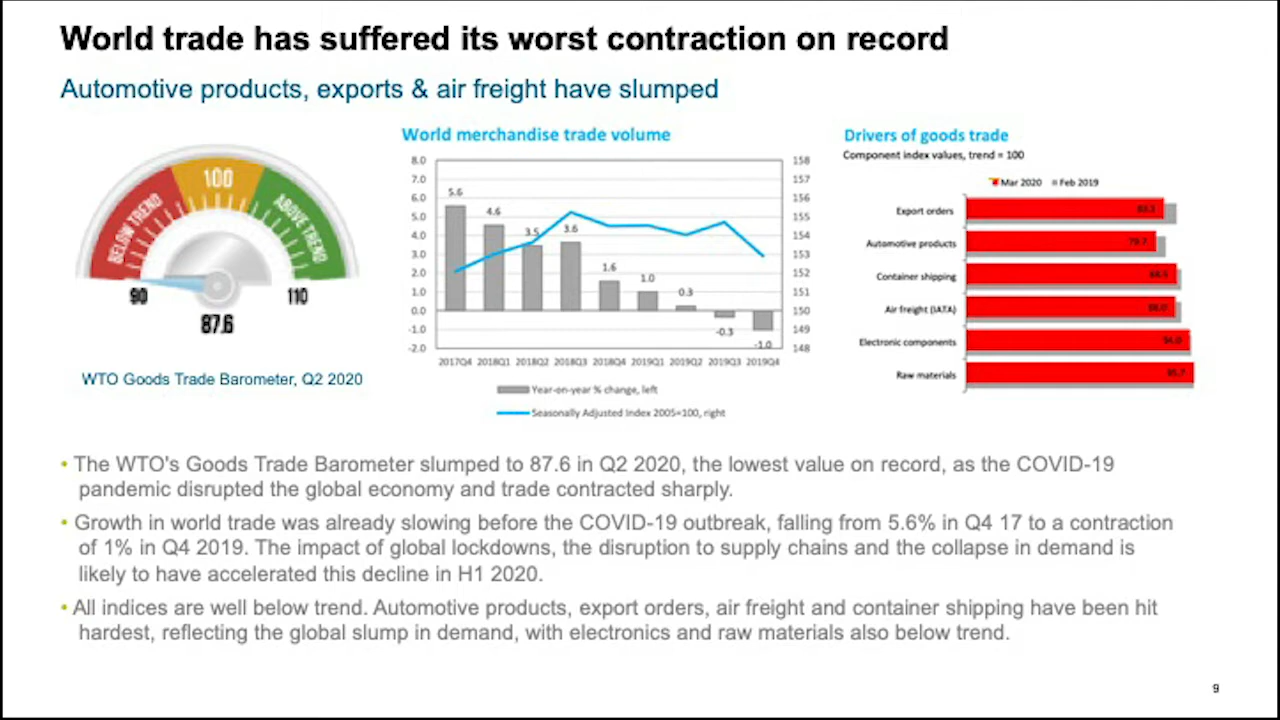 World trade has suffered its worst contraction on record
Automotive products, exports & air freight have slumped
BELOW TREND
100
ABOVE TREND
90
110
87.6
WTO Goods Trade Barometer, Q2 2020
World merchandise trade volume
8.0
7.0
6.0
5.0
4.0
3.0
2.0
1.0
0.0
-1.0
-2.0
5.6
4.6
3.5
3.6
1.6
1.0
0.3
-0.3
-1.0
158
157
156
155
154
153
152
151
150
149
148
2017Q4 2018Q1 2018Q2 2018Q3 2018Q4 2019Q1 2019Q2 2019Q3 2019Q4
Year-on-year % change, left
Seasonally Adjusted Index 2005=100, right
Drivers of goods trade
Component index values, trend = 100
Mar 2020 Feb 2019
Export orders
Automotive products 79.7
Container shipping
Air freight (IATA) 88.0
Electronic components 94.0
Raw materials 95.7
• The WTO's Goods Trade Barometer slumped to 87.6 in Q2 2020, the lowest value on record, as the COVID-19
pandemic disrupted the global economy and trade contracted sharply.
• Growth in world trade was already slowing before the COVID-19 outbreak, falling from 5.6% in Q4 17 to a contraction
of 1% in Q4 2019. The impact of global lockdowns, the disruption to supply chains and the collapse in demand is
likely to have accelerated this decline in H1 2020.
• All indices are well below trend. Automotive products, export orders, air freight and container shipping have been hit
hardest, reflecting the global slump in demand, with electronics and raw materials also below trend.
9